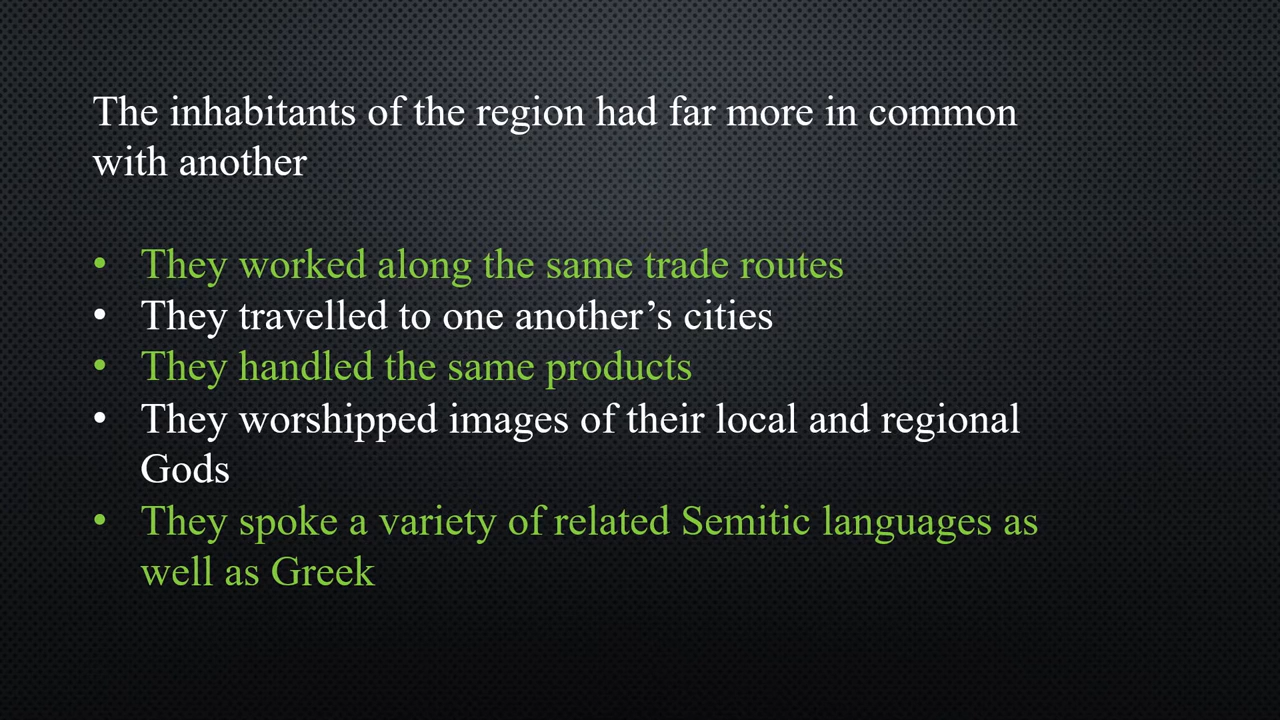 The inhabitants of the region had far more in common
with another
• They worked along the same trade routes
• They travelled to one another’s cities
• They handled the same products
• They worshipped images of their local and regional
Gods
• They spoke a variety of related Semitic languages as
well as Greek